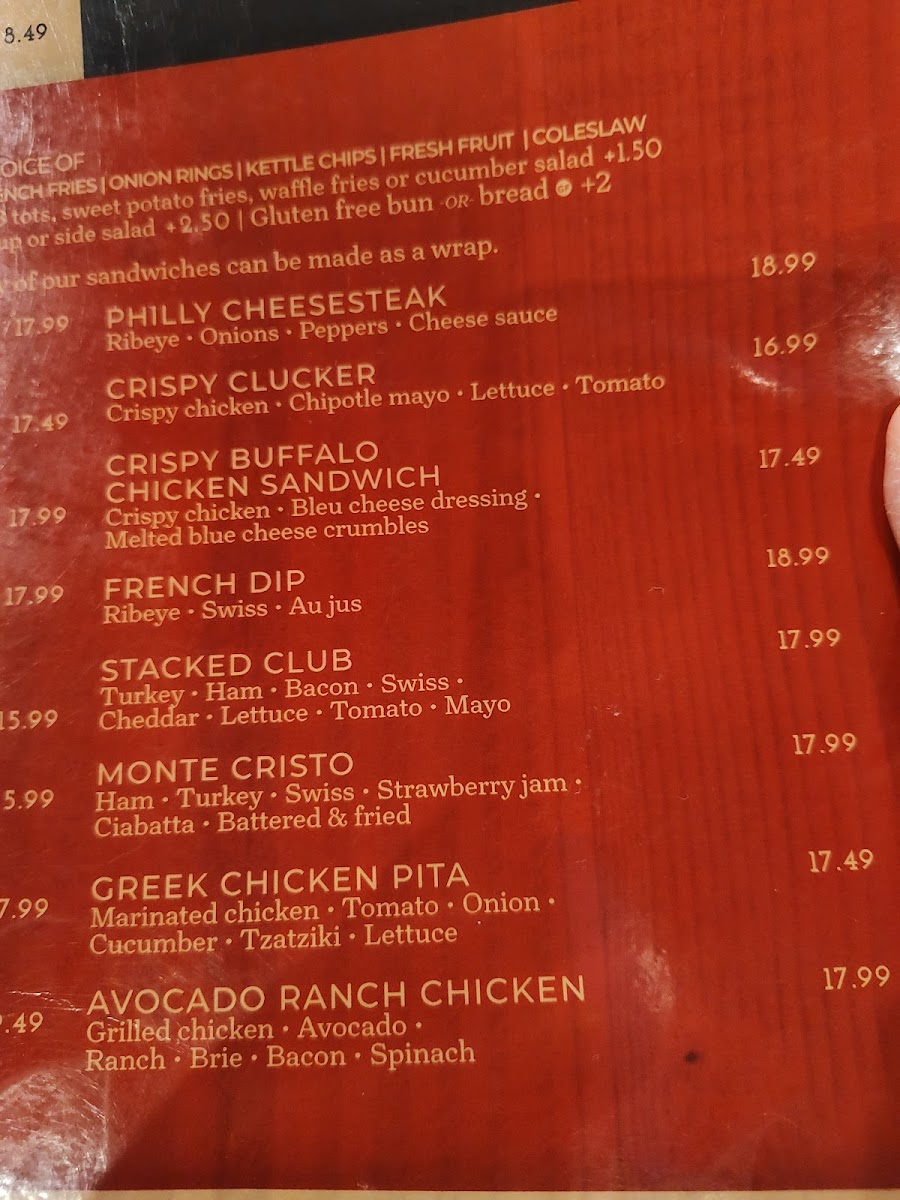 8.49
OICE OF
NCH FRIES | ONION RINGS | KETTLE CHIPS | FRESH FRUIT | COLESLAW
tots, sweet potato fries, waffle fries or cucumber salad +1.50
up or side salad +2.50 | Gluten free bun -OR- bread GF +2
of our sandwiches can be made as a wrap.
17.99
PHILLY CHEESESTEAK 18.99
Ribeye • Onions • Peppers • Cheese sauce
CRISPY CLUCKER 16.99
Crispy chicken • Chipotle mayo • Lettuce • Tomato
17.49
CRISPY BUFFALO
CHICKEN SANDWICH 17.49
Crispy chicken • Bleu cheese dressing •
Melted blue cheese crumbles
17.99
FRENCH DIP 18.99
Ribeye • Swiss • Au jus
17.99
STACKED CLUB 17.99
Turkey • Ham • Bacon • Swiss •
Cheddar • Lettuce • Tomato • Mayo
15.99
MONTE CRISTO 17.99
Ham • Turkey • Swiss • Strawberry jam •
Ciabatta • Battered & fried
5.99
GREEK CHICKEN PITA 17.49
Marinated chicken • Tomato • Onion •
Cucumber • Tzatziki • Lettuce
7.99
AVOCADO RANCH CHICKEN 17.99
Grilled chicken • Avocado •
Ranch • Brie • Bacon • Spinach
.49